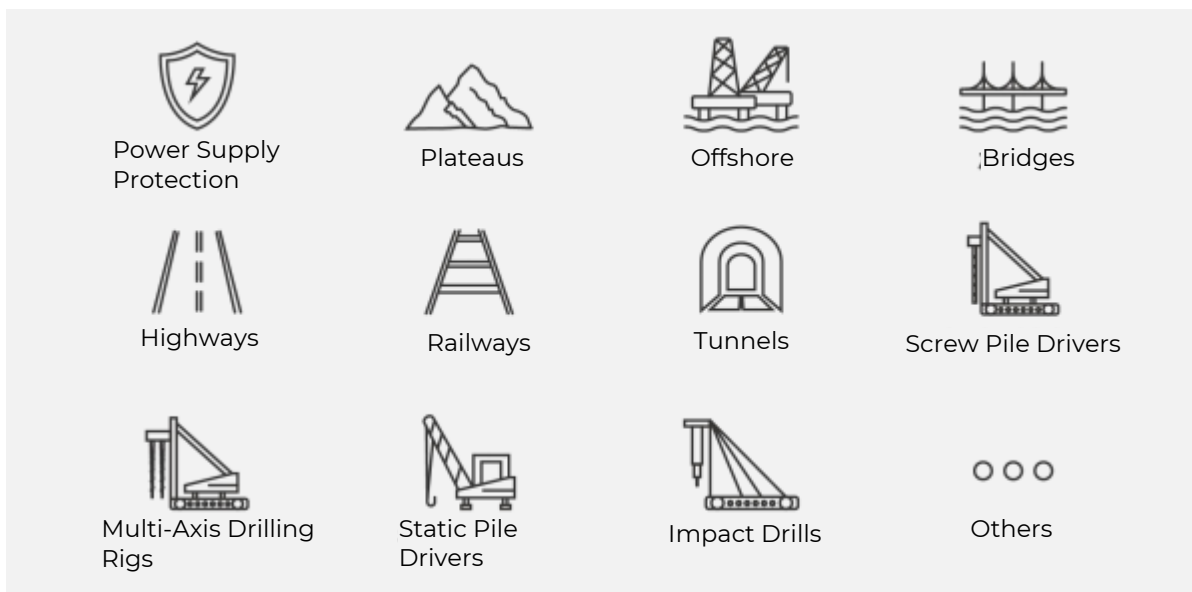 Power Supply
Protection
Plateaus
Offshore
Bridges
Highways
Railways
Tunnels
Screw Pile Drivers
Multi-Axis Drilling
Rigs
Static Pile
Drivers
Impact Drills
Others